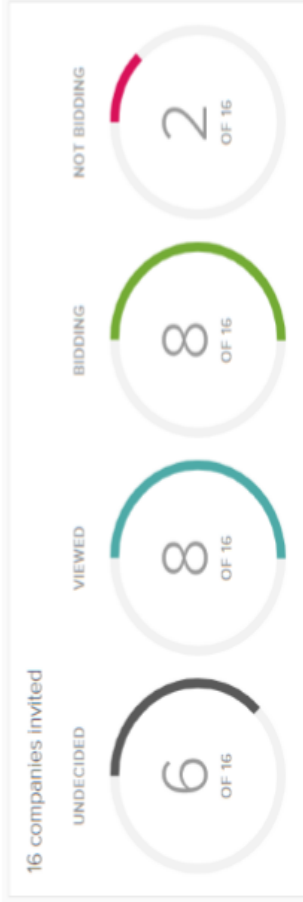 16 companies invited
UNDECIDED
6
OF 16
VIEWED
8
OF 16
BIDDING
8
OF 16
NOT BIDDING
2
OF 16